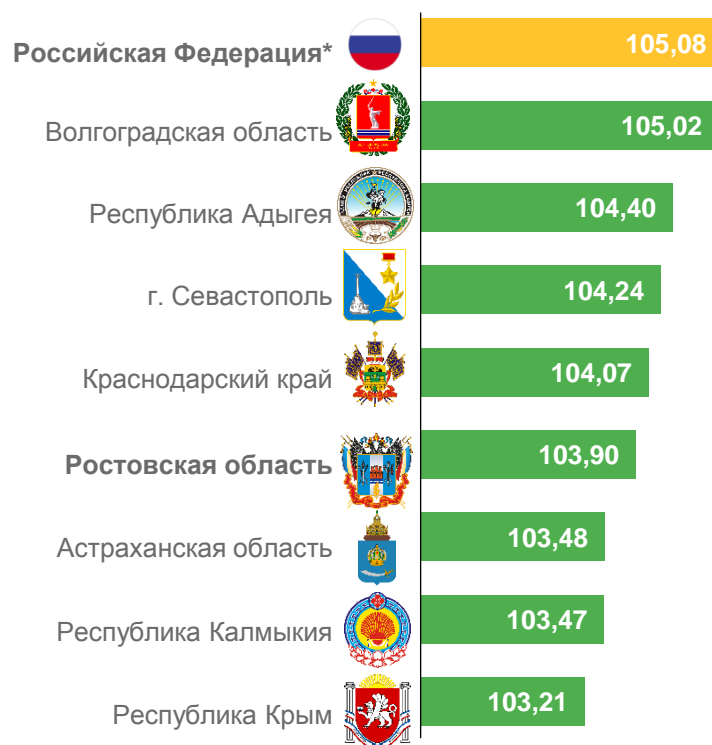 Российская Федерация* 105,08
Волгоградская область 105,02
Республика Адыгея 104,40
г. Севастополь 104,24
Краснодарский край 104,07
Ростовская область 103,90
Астраханская область 103,48
Республика Калмыкия 103,47
Республика Крым 103,21